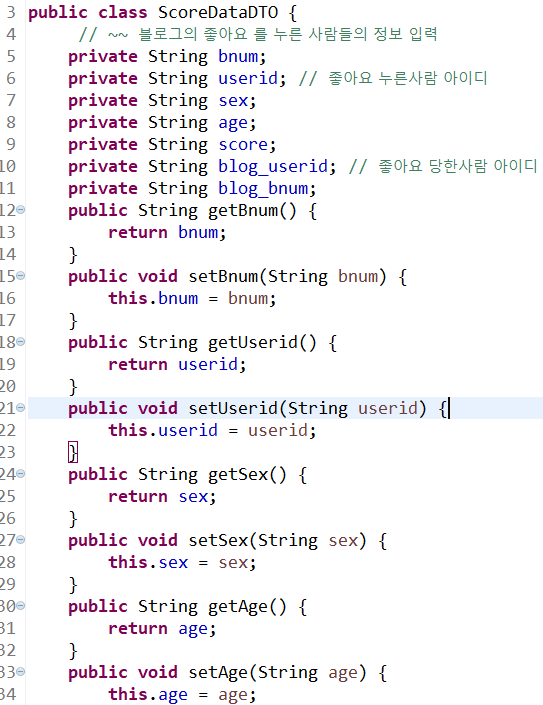 3 public class ScoreDataDTO {
4 // ~~ 블로그의 좋아요 를 누른 사람들의 정보 입력
5 private String bnum;
6 private String userid; // 좋아요 누른사람 아이디
7 private String sex;
8 private String age;
9 private String score;
10 private String blog_userid; // 좋아요 당한사람 아이디
11 private String blog_bnum;
12 public String getBnum() {
13 return bnum;
14 }
15 public void setBnum(String bnum) {
16 this.bnum = bnum;
17 }
18 public String getUserid() {
19 return userid;
20 }
21 public void setUserid(String userid) {
22 this.userid = userid;
23 }
24 public String getSex() {
25 return sex;
26 }
27 public void setSex(String sex) {
28 this.sex = sex;
29 }
30 public String getAge() {
31 return age;
32 }
33 public void setAge(String age) {
34 this.age = age;